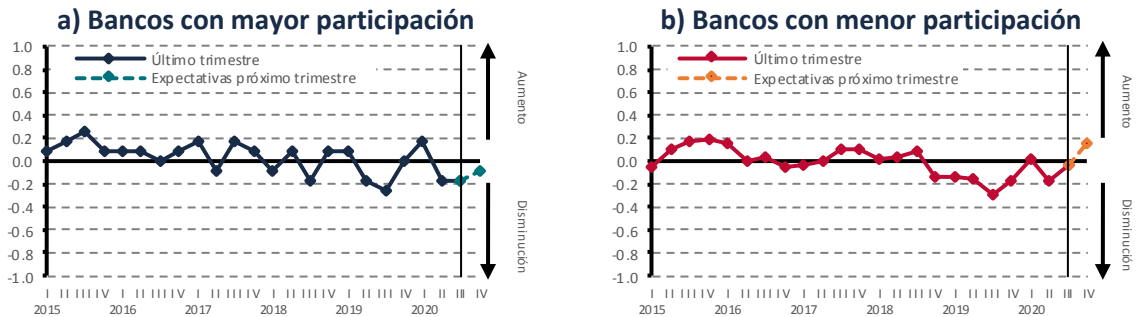 a) Bancos con mayor participación
1.0
0.8
0.6
0.4
0.2
0.0
-0.2
-0.4
-0.6
-0.8
-1.0
Último trimestre
Expectativas próximo trimestre
Aumento
Disminución
I II III IV I II III IV I II III IV I II III IV I II III IV I II III IV
2015 2016 2017 2018 2019 2020
b) Bancos con menor participación
1.0
0.8
0.6
0.4
0.2
0.0
-0.2
-0.4
-0.6
-0.8
-1.0
Último trimestre
Expectativas próximo trimestre
Aumento
Disminución
I II III IV I II III IV I II III IV I II III IV I II III IV I II III IV
2015 2016 2017 2018 2019 2020